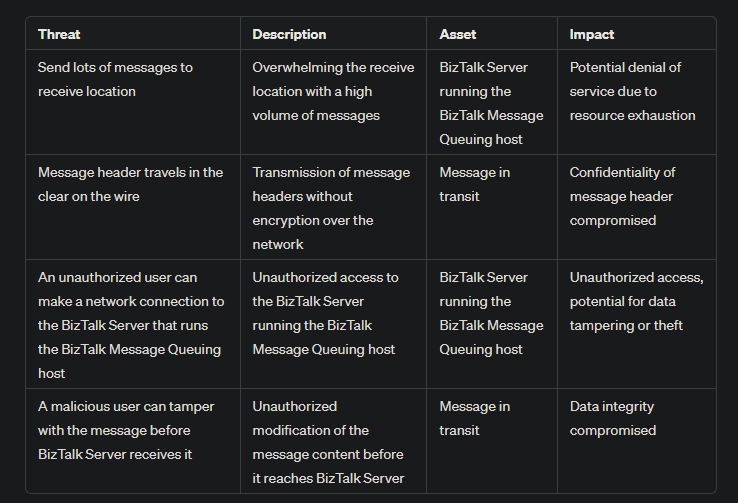 Threat Description Asset Impact
Send lots of messages to
receive location
Overwhelming the receive
location with a high
volume of messages
BizTalk Server
running the
BizTalk Message
Queuing host
Potential denial of
service due to
resource exhaustion
Message header travels in the
clear on the wire
Transmission of message
headers without
encryption over the
network
Message in
transit
Confidentiality of
message header
compromised
An unauthorized user can
make a network connection to
the BizTalk Server that runs
the BizTalk Message Queuing
host
Unauthorized access to
the BizTalk Server
running the BizTalk
Message Queuing host
BizTalk Server
running the
BizTalk Message
Queuing host
Unauthorized access,
potential for data
tampering or theft
A malicious user can tamper
with the message before
BizTalk Server receives it
Unauthorized
modification of the
message content before
it reaches BizTalk Server
Message in
transit
Data integrity
compromised